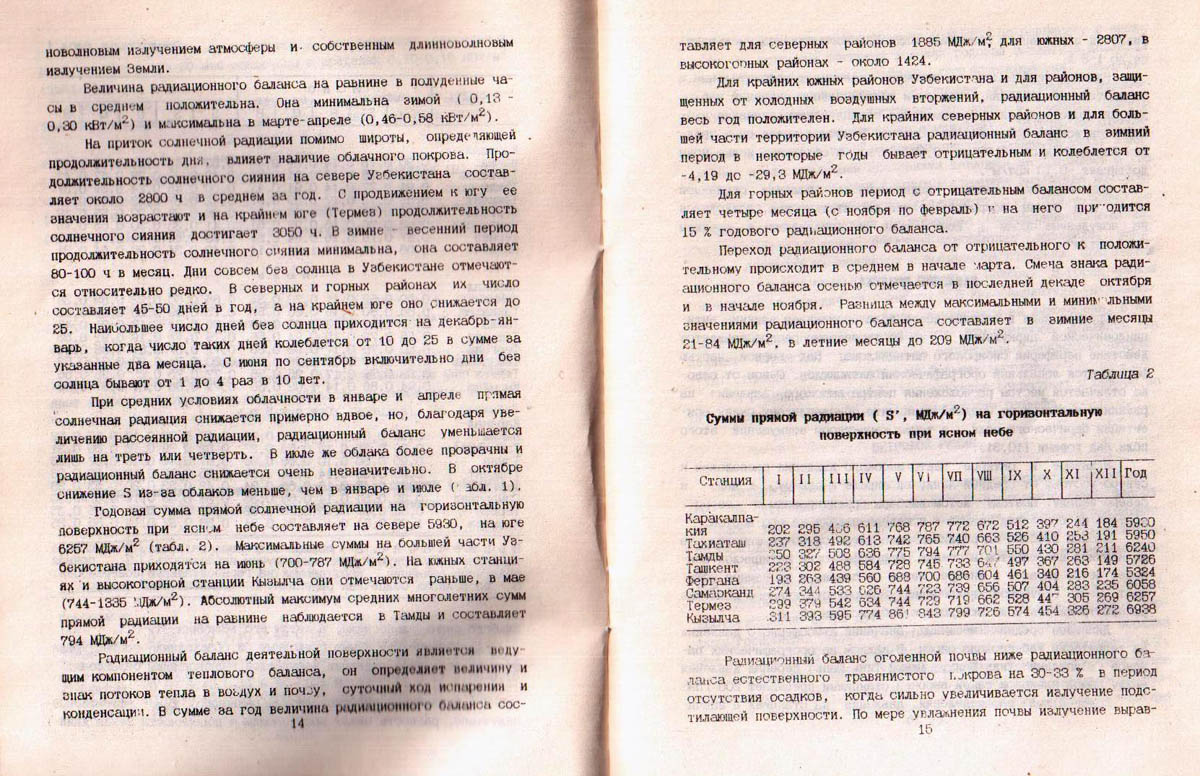 новолновым излучением атмосферы и собственным длинноволновым
излучением Земли.
Величина радиационного баланса на равнине в полуденные ча-
сы в среднем положительна. Она минимальна зимой ( 0,13 -
0,30 кВт/м²) и максимальна в марте-апреле (0,46-0,58 кВт/м²).
На приток солнечной радиации помимо широты, определяющей
продолжительность дня, влияет наличие облачного покрова. Про-
должительность солнечного сияния на севере Узбекистана состав-
ляет около 2800 ч в среднем за год. С продвижением к югу ее
значения возрастают и на крайнем юге (Термез) продолжительность
солнечного сияния достигает 3050 ч. В зимне - весенний период
продолжительность солнечного сияния минимальна, она составляет
80-100 ч в месяц. Дни совсем без солнца в Узбекистане отмечают-
ся относительно редко. В северных и горных районах их число
составляет 45-50 дней в год, а на крайнем юге оно снижается до
25. Наибольшее число дней без солнца приходится на декабрь-ян-
варь, когда число таких дней колеблется от 10 до 25 в сумме за
указанные два месяца. С июня по сентябрь включительно дни без
солнца бывают от 1 до 4 раз в 10 лет.
При средних условиях облачности в январе и апреле прямая
солнечная радиация снижается примерно вдвое, но, благодаря уве-
личению рассеянной радиации, радиационный баланс уменьшается
лишь на треть или четверть. В июле же облака более прозрачны и
радиационный баланс снижается очень незначительно. В октябре
снижение S из-за облаков меньше, чем в январе и июле ( табл. 1).
Годовая сумма прямой солнечной радиации на горизонтальную
поверхность при ясном небе составляет на севере 5930, на юге
6257 МДж/м² (табл. 2). Максимальные суммы на большей части Уз-
бекистана приходятся на июнь (700-787 МДж/м²). На южных станци-
ях и высокогорной станции Кызылча они отмечаются раньше, в мае
(744-1335 МДж/м²). Абсолютный максимум средних многолетних сумм
прямой радиации на равнине наблюдается в Тамды и составляет
794 МДж/м².
Радиационный баланс деятельной поверхности является веду-
щим компонентом теплового баланса, он определяет величину и
знак потоков тепла в воздух и почву, суточный ход испарения и
конденсации. В сумме за год величина радиационного баланса сос-
14
тавляет для северных районов 1885 МДж/м², для южных - 2807, в
высокогорных районах - около 1424.
Для крайних южных районов Узбекистана и для районов, защи-
щенных от холодных воздушных вторжений, радиационный баланс
весь год положителен. Для крайних северных районов и для боль-
шей части территории Узбекистана радиационный баланс в зимний
период в некоторые годы бывает отрицательным и колеблется от
-4,19 до -29,3 МДж/м².
Для горных районов период с отрицательным балансом состав-
ляет четыре месяца (с ноября по февраль) и на него приходится
15 % годового радиационного баланса.
Переход радиационного баланса от отрицательного к положи-
тельному происходит в среднем в начале марта. Смена знака ради-
ационного баланса осенью отмечается в последней декаде октября
и в начале ноября. Разница между максимальными и минимальными
значениями радиационного баланса составляет в зимние месяцы
21-84 МДж/м², в летние месяцы до 209 МДж/м².
Таблица 2
Суммы прямой радиации ( S', МДж/м²) на горизонтальную
поверхность при ясном небе
Станция I II III IV V VI VII VIII IX X XI XII Год
Каракалпа-
кия 202 295 611 768 787 772 672 512 397 244 184
Тахиаташ 237 318 492 613 742 765 740 663 526 410 253 191 5950
Тамды 250 327 508 636 775 794 777 701 550 430 281 211 6240
Ташкент 223 302 488 584 728 745 733 497 367 263 149 5726
Фергана 193 263 439 560 688 700 686 604 461 340 216 174 5324
Самарканд 274 344 533 626 744 723 739 656 507 404 283 235 6058
Термез 299 379 542 634 744 729 719 662 528 305 269 6257
Кызылча 311 393 595 774 843 799 726 574 454 326 272 6938
Радиационный баланс оголенной почвы ниже радиационного ба-
ланса естественного травянистого покрова на 30-33 % в период
отсутствия осадков, когда сильно увеличивается излучение подс-
тилающей поверхности. По мере увлажнения почвы излучение вырав-
15